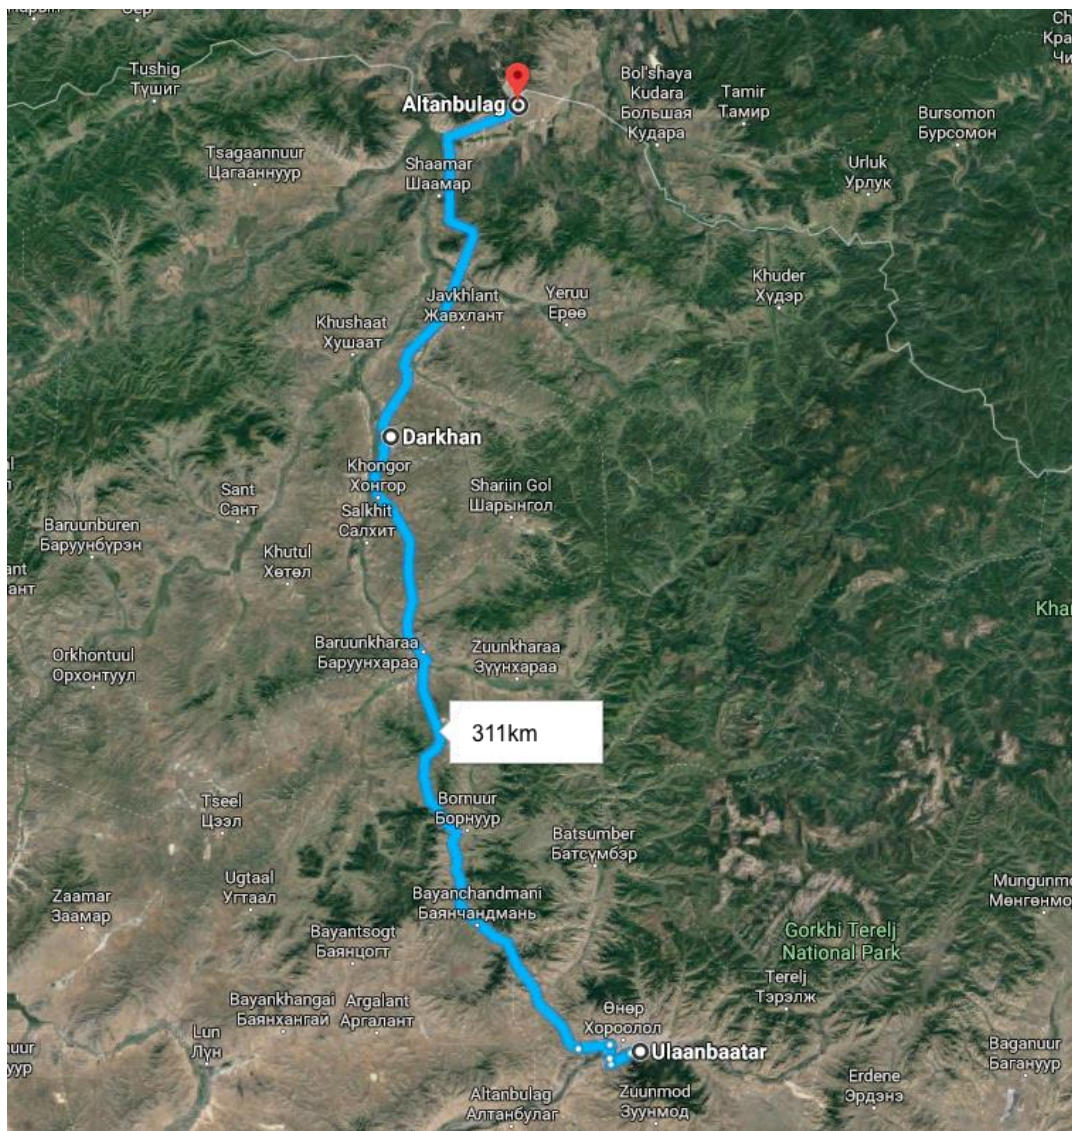 Tushig
Түшиг
Altanbulag
Bol'shaya
Kudara
Большая
Кудара
Tamir
Тамир
Bursomon
Бурсомон
Tsagaannuur
Цагааннуур
Shaamar
Шаамар
Urluk
Урлук
Khuder
Хүдэр
Javkhlant
Жавхлант
Yeruu
Ерөө
Khushaat
Хушаат
Darkhan
Khongor
Хонгор
Shariin Gol
Шарынгол
Sant
Сант
Salkhit
Салхит
Baruunburen
Баруунбүрэн
Khutul
Хөтөл
Baruunkharaa
Баруунхараа
Zuunkharaa
Зүүнхараа
Orkhontuul
Орхонтуул
311km
Tseel
Цээл
Bornuur
Борнуур
Batsumber
Батсүмбэр
Ugtaal
Угтаал
Zaamar
Заамар
Bayanchandmani
Баянчандмань
Mungunmo
Мөнгөнмо
Bayantsogt
Баянцогт
Gorkhi Terelj
National Park
Terelj
Тэрэлж
Bayankhangai
Баянхангай
Argalant
Аргалант
Өнөр
Хороолол
Lun
Лүн
Ulaanbaatar
Baganuur
Багануур
Altanbulag
Алтанбулаг
Zuunmod
Зуунмод
Erdene
Эрдэнэ